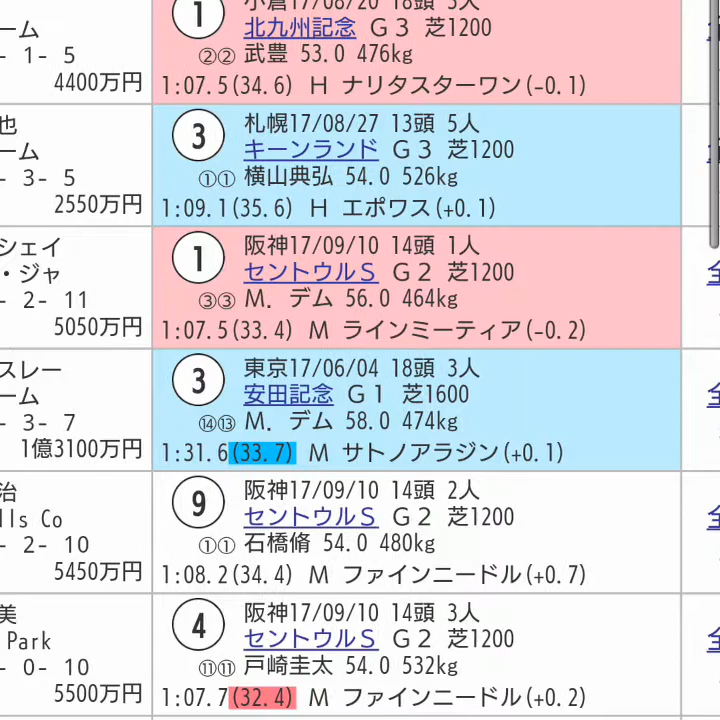 ーム
- 1- 5
4400万円
1
小倉17/08/20 18頭 3人
北九州記念 G3 芝1200
②② 武豊 53.0 476kg
1:07.5(34.6) H ナリタスターワン(-0.1)
也
ーム
- 3- 5
2550万円
3
札幌17/08/27 13頭 5人
キーンランド G3 芝1200
①① 横山典弘 54.0 526kg
1:09.1(35.6) H エポワス(+0.1)
シェイ
・ジャ
- 2- 11
5050万円
1
阪神17/09/10 14頭 1人
セントウルS G2 芝1200
③③ M. デム 56.0 464kg
1:07.5(33.4) M ラインミーティア(-0.2)
全
スレー
ーム
- 3- 7
1億3100万円
3
東京17/06/04 18頭 3人
安田記念 G1 芝1600
⑭⑬ M. デム 58.0 474kg
1:31.6(33.7) M サトノアラジン(+0.1)
全
治
lls Co
- 2- 10
5450万円
9
阪神17/09/10 14頭 2人
セントウルS G2 芝1200
①① 石橋脩 54.0 480kg
1:08.2(34.4) M ファインニードル(+0.7)
全
美
Park
- 0- 10
5500万円
4
阪神17/09/10 14頭 3人
セントウルS G2 芝1200
⑪⑪ 戸崎圭太 54.0 532kg
1:07.7(32.4) M ファインニードル(+0.2)
全